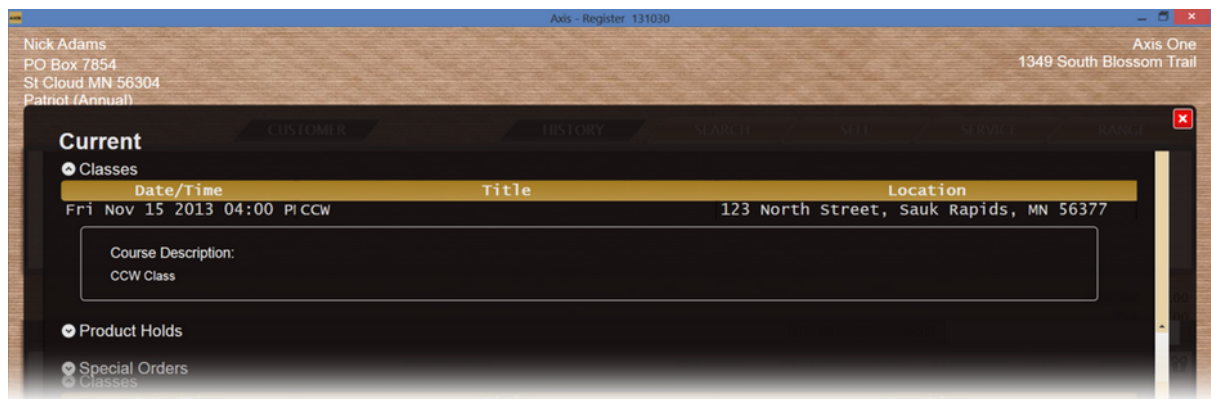 AXIS
Axis - Register 131030
Nick Adams
Axis One
PO Box 7854
1349 South Blossom Trail
St Cloud MN 56304
Patriot (Annual)
CUSTOMER HISTORY SEARCH SELL SERVICE RANGE
Current
Classes
Date/Time Title Location
Fri Nov 15 2013 04:00 P CCW 123 North Street, Sauk Rapids, MN 56377
Course Description:
CCW Class
Product Holds
Special Orders
Classes